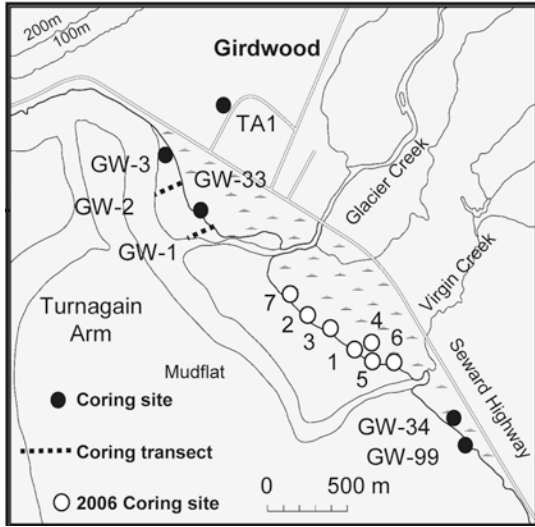 200m
100m
Girdwood
TA1
GW-3
GW-33
GW-2
GW-1
Glacier Creek
Virgin Creek
Seward Highway
7
2
3
1
4
6
5
Turnagain
Arm
Mudflat
GW-34
GW-99
Coring site
Coring transect
2006 Coring site
0 500 m